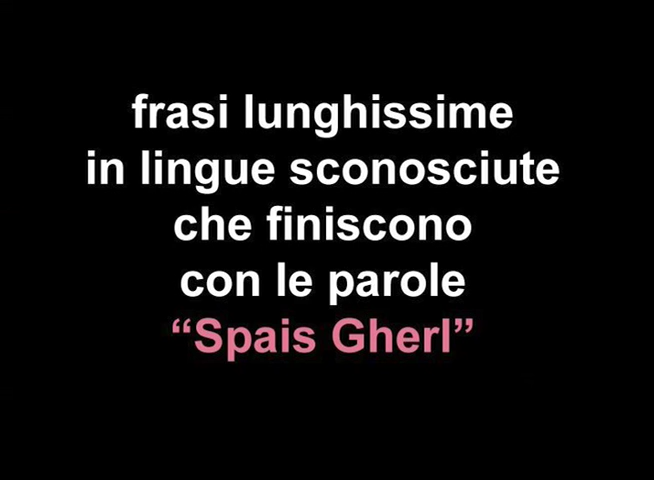 frasi lunghissime
in lingue sconosciute
che finiscono
con le parole
“Spais Gherl”